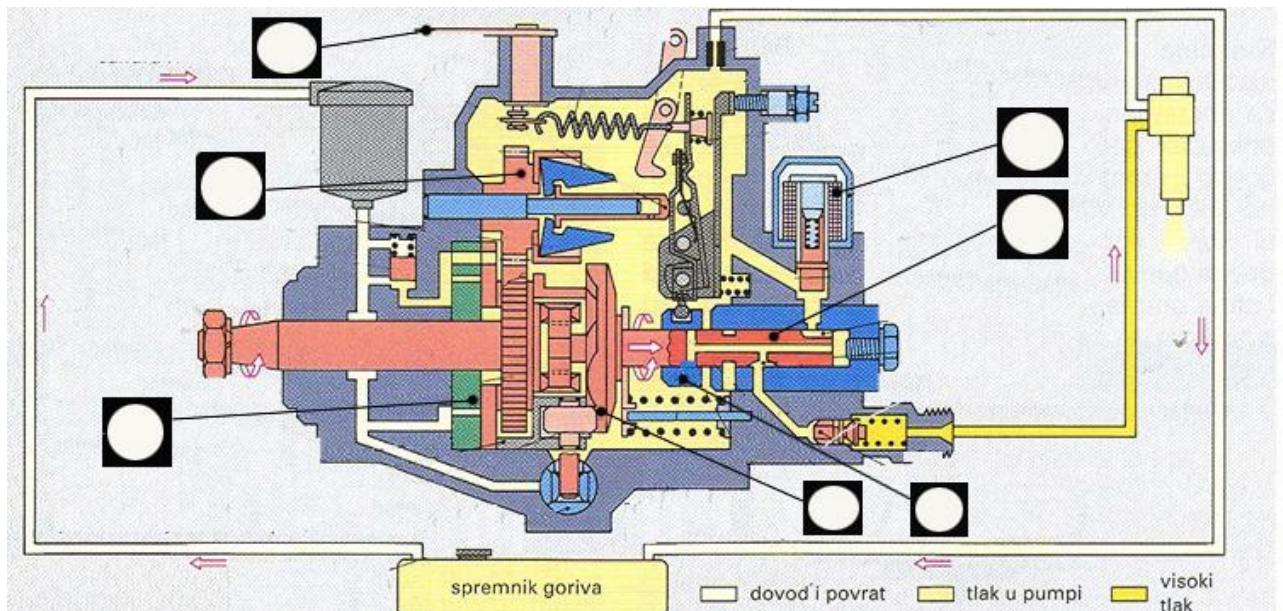 spremnik goriva
dovod i povrat
tlak u pumpi
visoki
tlak